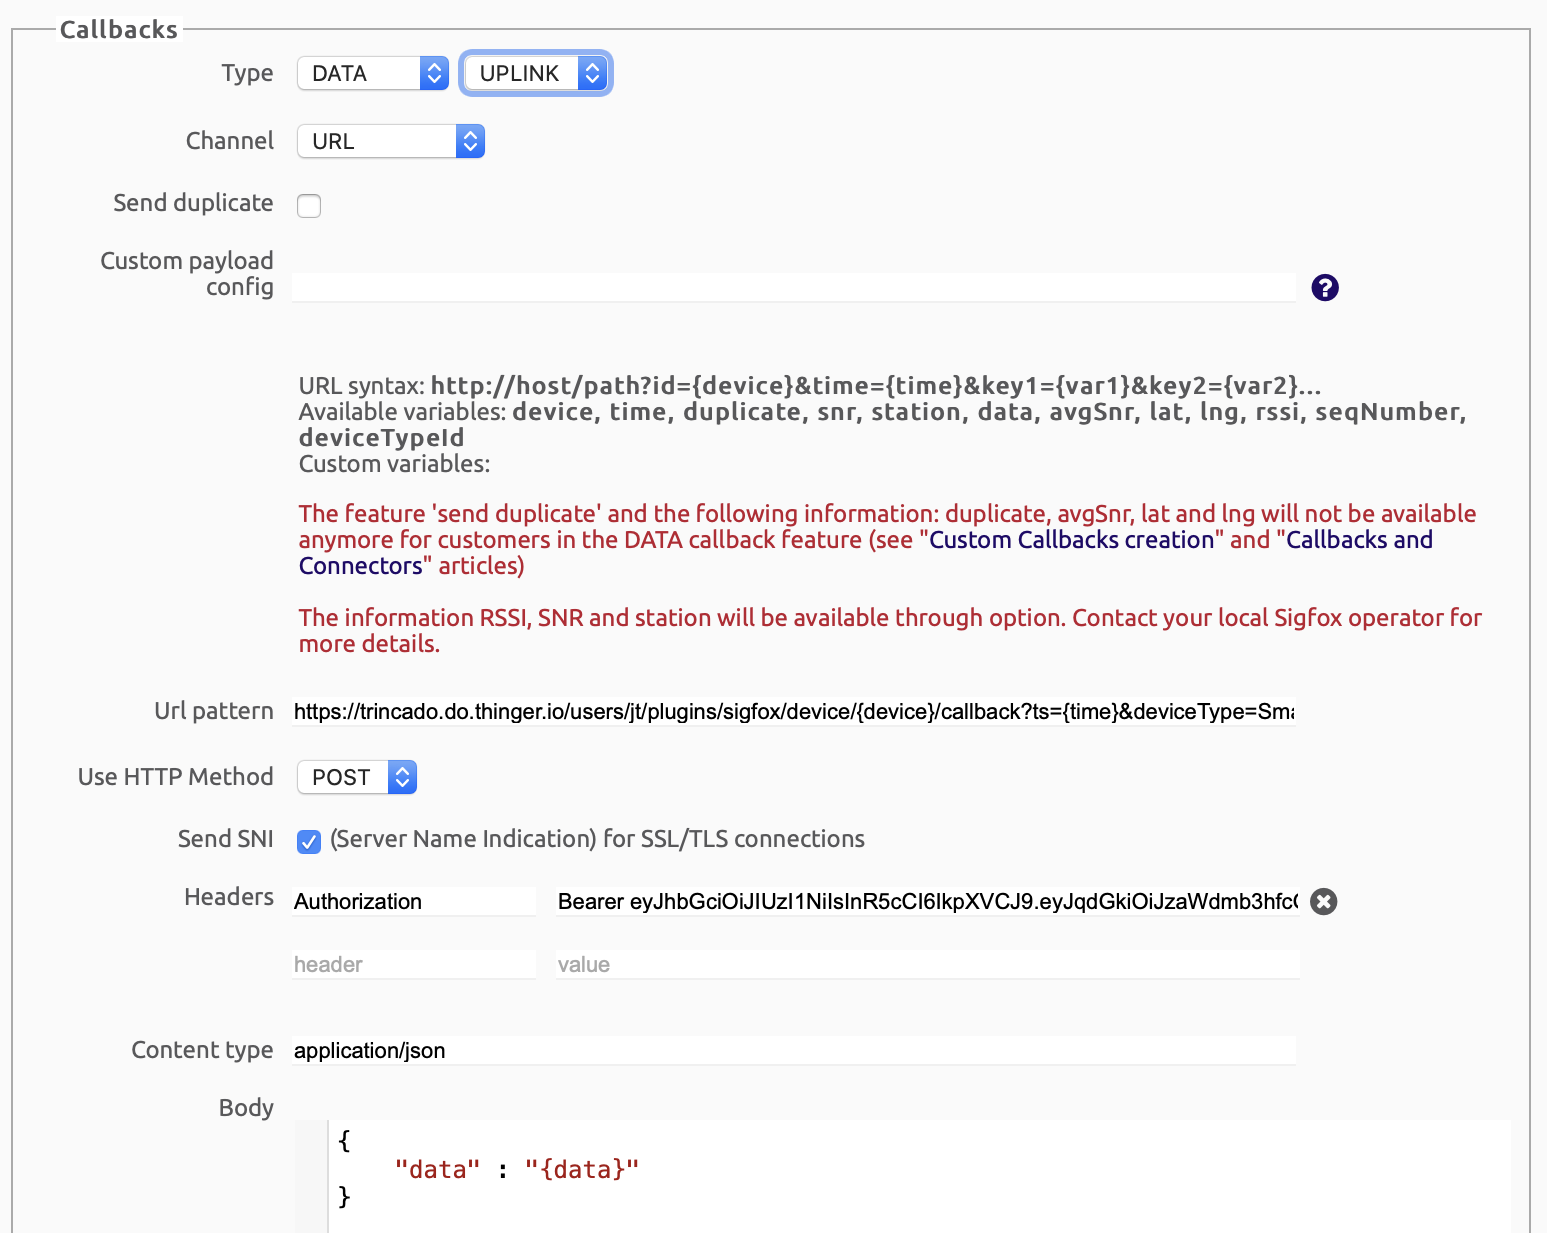 Callbacks
Type DATA UPLINK
Channel URL
Send duplicate
Custom payload
config
?
URL syntax: http://host/path?id={device}&time={time}&key1={var1}&key2={var2}...
Available variables: device, time, duplicate, snr, station, data, avgSnr, lat, lng, rssi, seqNumber,
deviceTypeId
Custom variables:
The feature 'send duplicate' and the following information: duplicate, avgSnr, lat and lng will not be available
anymore for customers in the DATA callback feature (see "Custom Callbacks creation" and "Callbacks and
Connectors" articles)
The information RSSI, SNR and station will be available through option. Contact your local Sigfox operator for
more details.
Url pattern https://trincado.do.thinger.io/users/jt/plugins/sigfox/device/{device}/callback?ts={time}&deviceType=Sma
Use HTTP Method POST
Send SNI (Server Name Indication) for SSL/TLS connections
Headers Authorization Bearer eyJhbGciOiJIUzI1NiIsInR5cCI6IkpXVCJ9.eyJqdGkiOiJzaWdmb3hfc
header value
Content type application/json
Body
{
"data" : "{data}"
}